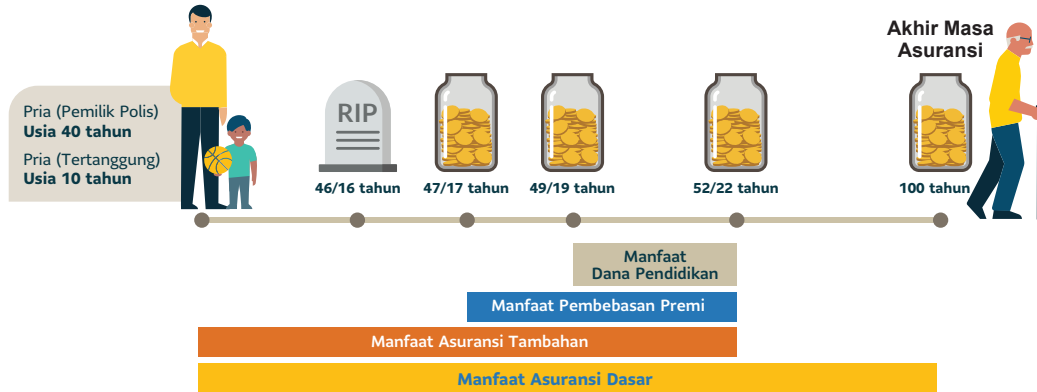 Akhir Masa
Asuransi
Pria (Pemilik Polis)
Usia 40 tahun
Pria (Tertanggung)
Usia 10 tahun
RIP
46/16 tahun
47/17 tahun
49/19 tahun
52/22 tahun
100 tahun
Manfaat
Dana Pendidikan
Manfaat Pembebasan Premi
Manfaat Asuransi Tambahan
Manfaat Asuransi Dasar